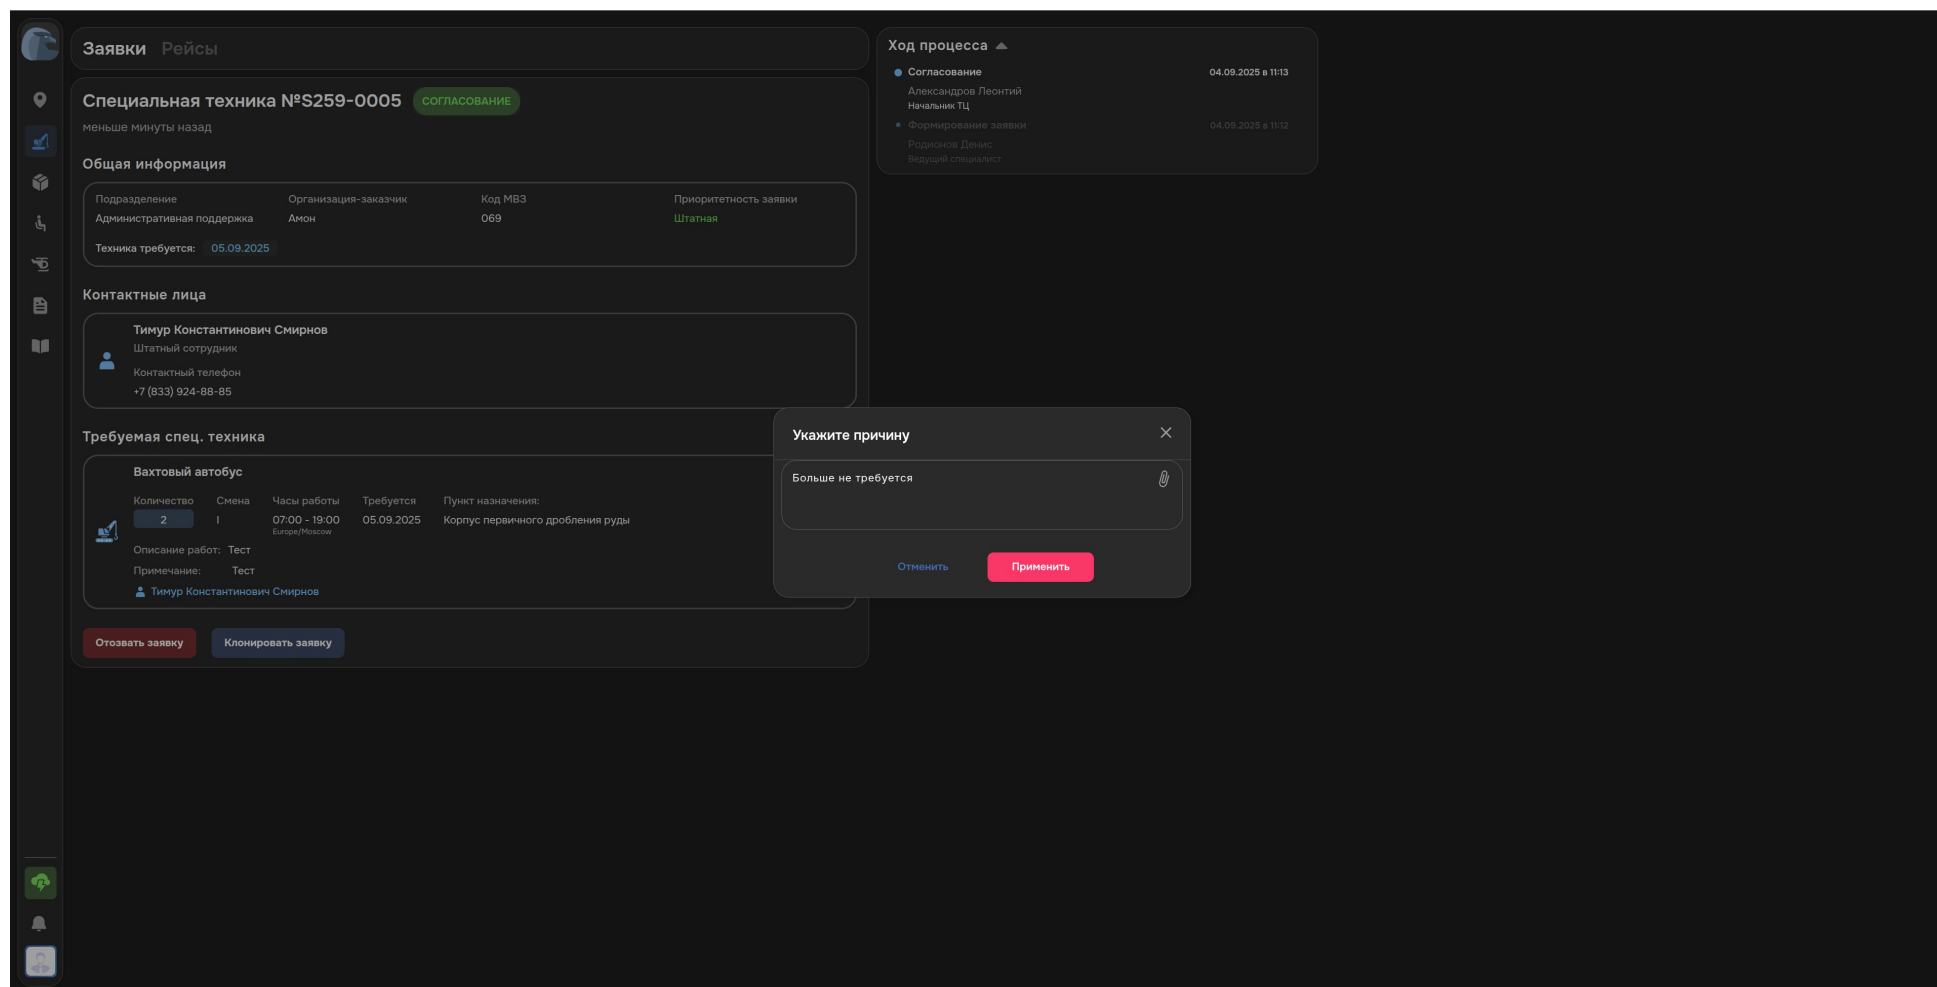 Заявки Рейсы
Специальная техника №S259-0005 СОГЛАСОВАНИЕ
меньше минуты назад
Общая информация
Подразделение Организация-заказчик Код МВЗ Приоритетность заявки
Административная поддержка Амон 069 Штатная
Техника требуется: 05.09.2025
Контактные лица
Тимур Константинович Смирнов
Штатный сотрудник
Контактный телефон
+7 (833) 924-88-85
Требуемая спец. техника
Вахтовый автобус
Количество Смена Часы работы Требуется Пункт назначения:
2 I 07:00 - 19:00 05.09.2025 Корпус первичного дробления руды
Europe/Moscow
Описание работ: Тест
Примечание: Тест
Тимур Константинович Смирнов
Отозвать заявку Клонировать заявку
Ход процесса
Согласование 04.09.2025 в 11:13
Александров Леонтий
Начальник ТЦ
Формирование заявки 04.09.2025 в 11:12
Родионов Денис
Ведущий специалист
Укажите причину
Больше не требуется
Отменить Применить